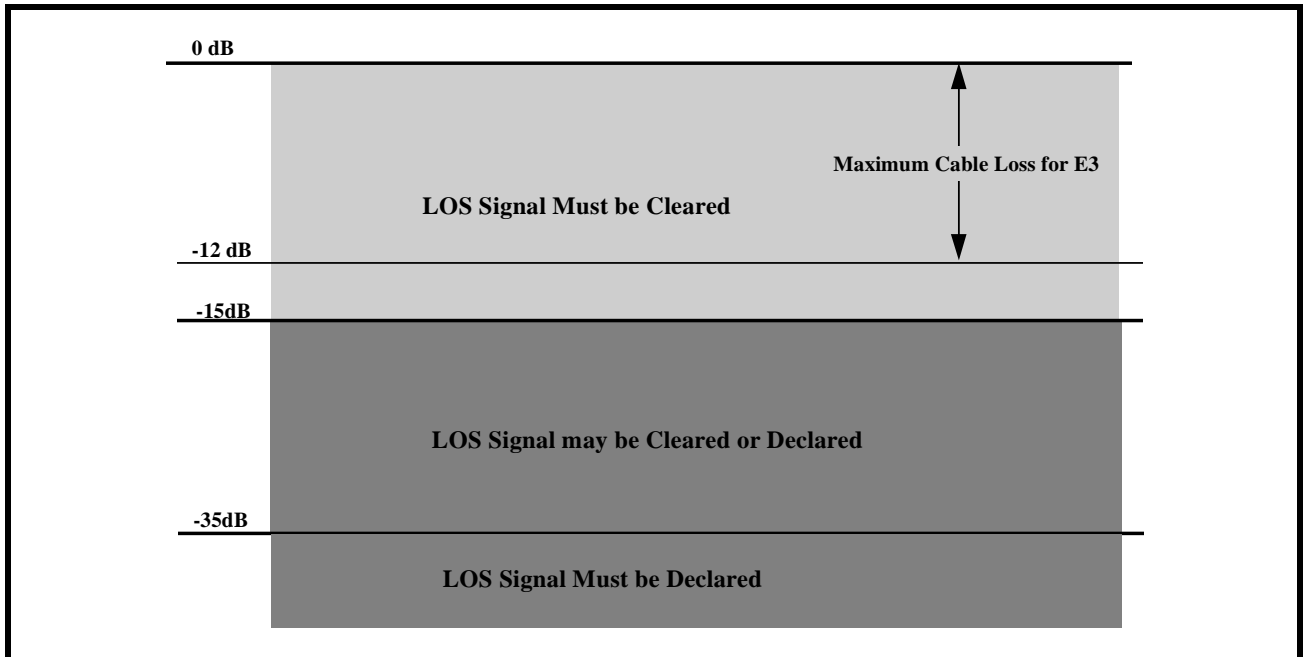 0 dB
Maximum Cable Loss for E3
LOS Signal Must be Cleared
-12 dB
-15dB
LOS Signal may be Cleared or Declared
-35dB
LOS Signal Must be Declared